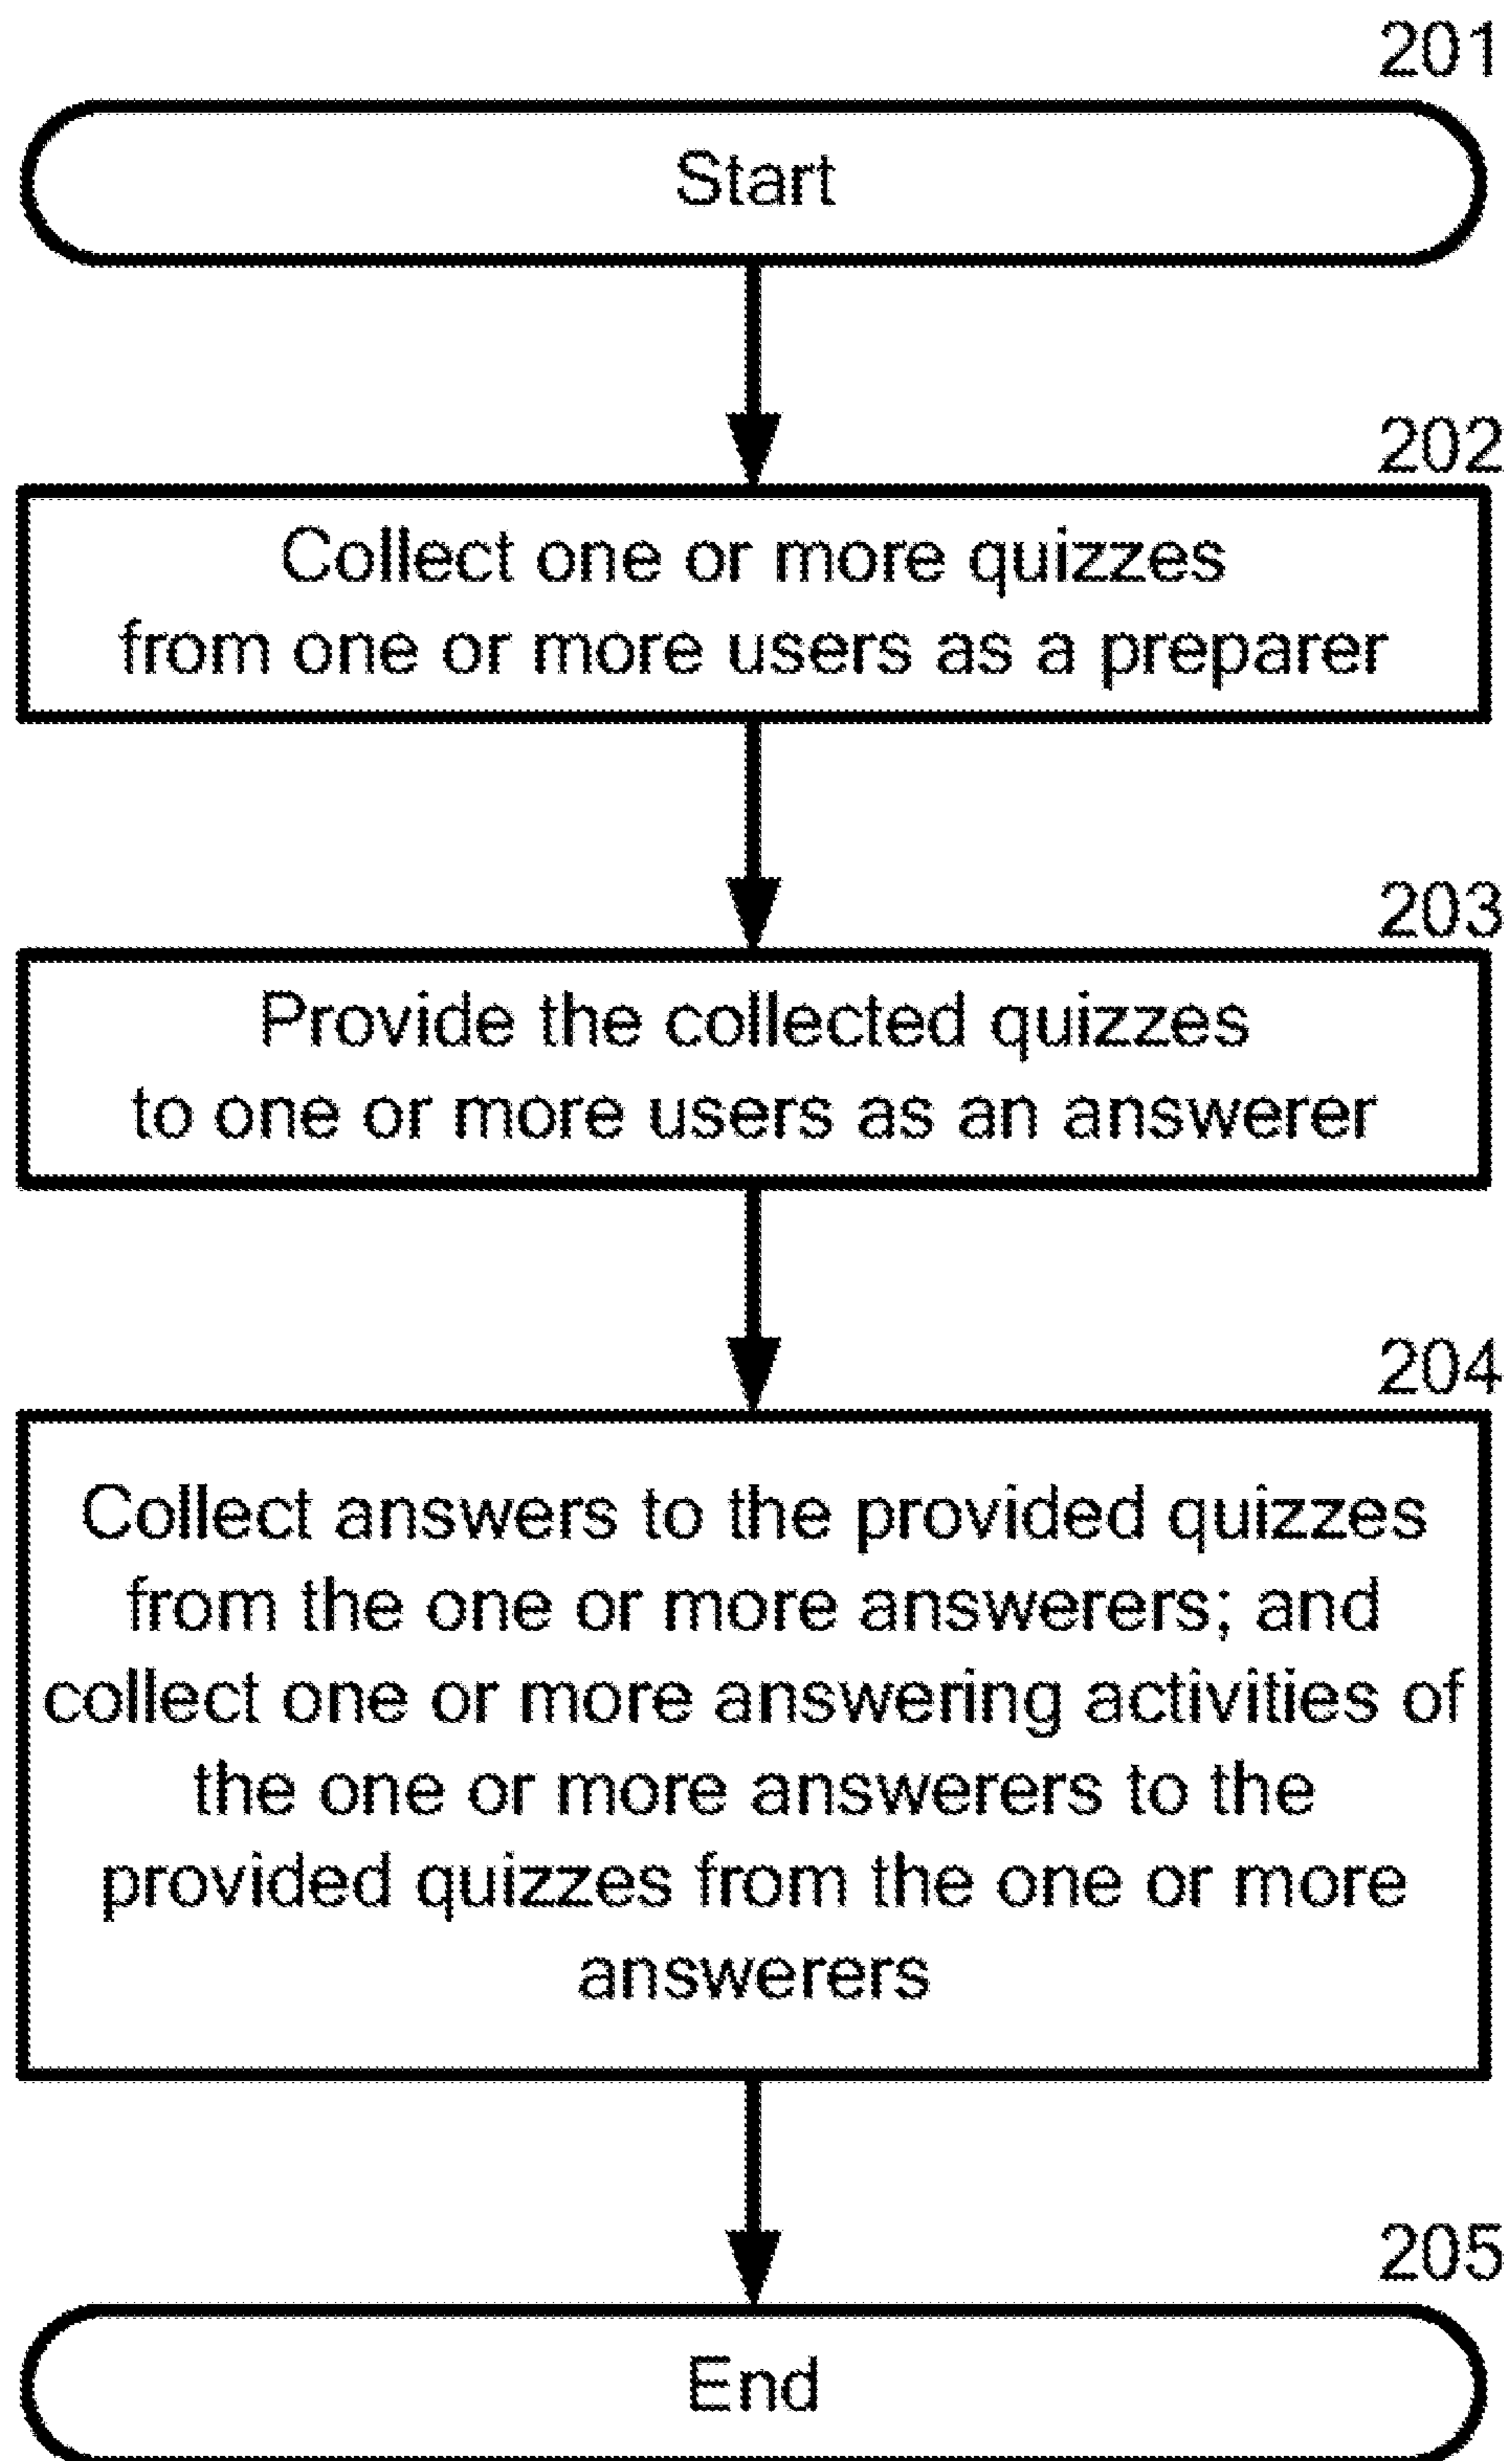 201
Start
202
Collect one or more quizzes
from one or more users as a preparer
203
Provide the collected quizzes
to one or more users as an answerer
204
Collect answers to the provided quizzes
from the one or more answerers; and
collect one or more answering activities of
the one or more answerers to the
provided quizzes from the one or more
answerers
205
End